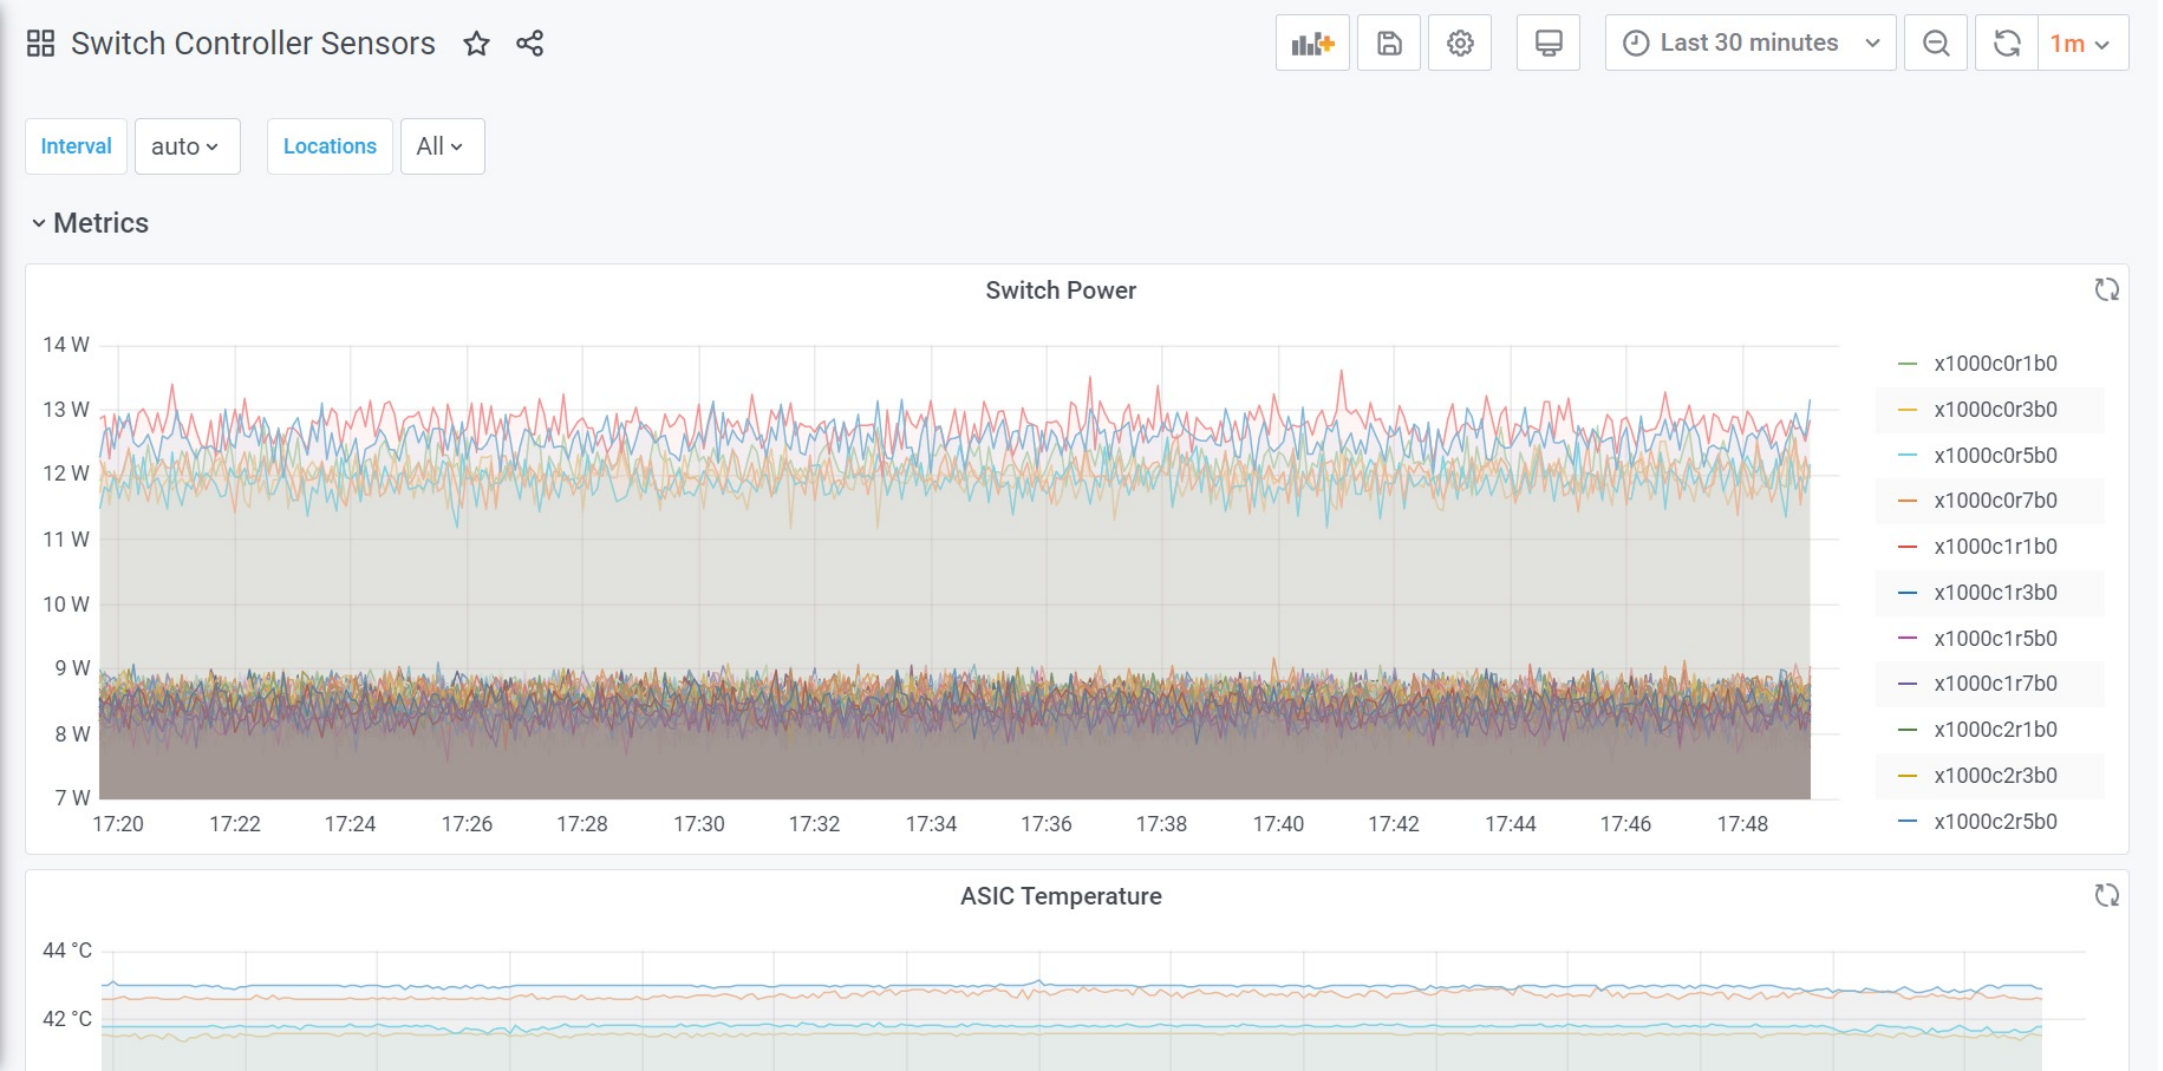 Switch Controller Sensors
Last 30 minutes
1m
Interval
auto
Locations
All
Metrics
Switch Power
14 W
13 W
12 W
11 W
10 W
9 W
8 W
7 W
17:20 17:22 17:24 17:26 17:28 17:30 17:32 17:34 17:36 17:38 17:40 17:42 17:44 17:46 17:48
x1000c0r1b0
x1000c0r3b0
x1000c0r5b0
x1000c0r7b0
x1000c1r1b0
x1000c1r3b0
x1000c1r5b0
x1000c1r7b0
x1000c2r1b0
x1000c2r3b0
x1000c2r5b0
ASIC Temperature
44 °C
42 °C